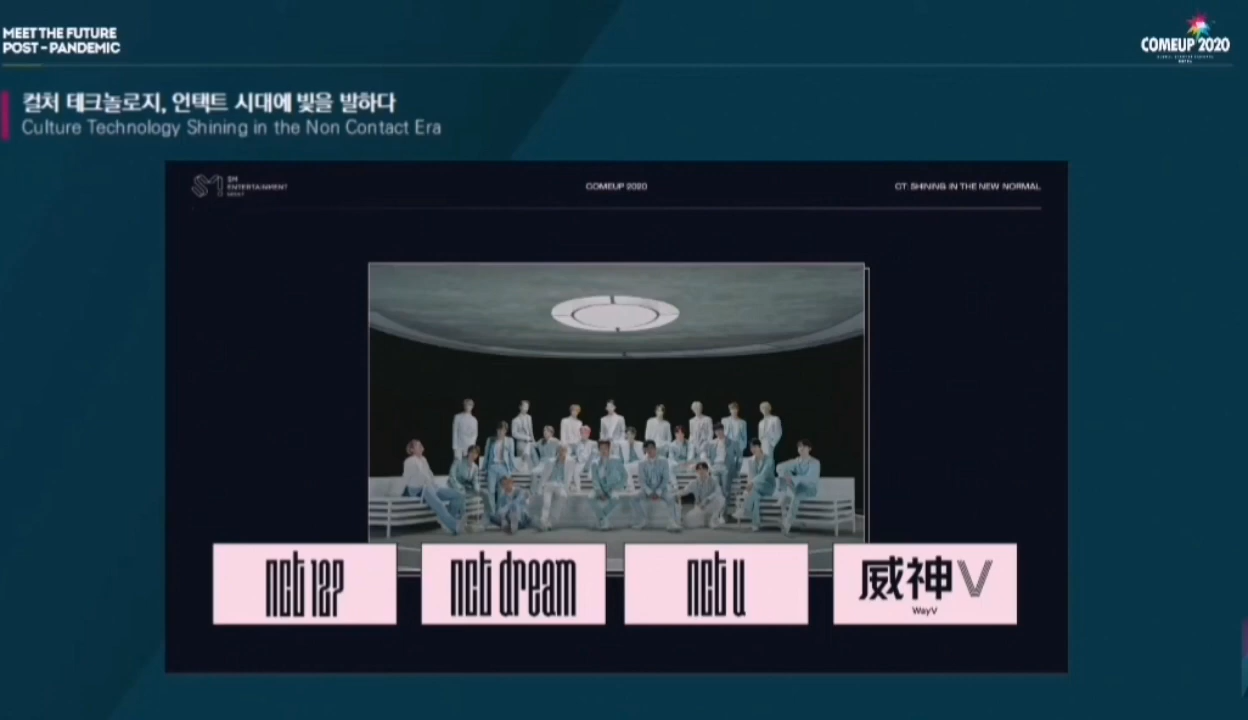 MEET THE FUTURE
POST-PANDEMIC
COMEUP 2020
컬처 테크놀로지, 언택트 시대에 빛을 발하다
Culture Technology Shining in the Non Contact Era
SM
ENTERTAINMENT
COMEUP 2020
CT: SHINING IN THE NEW NORMAL
nct 127
nct dream
nct u
威神V
WayV